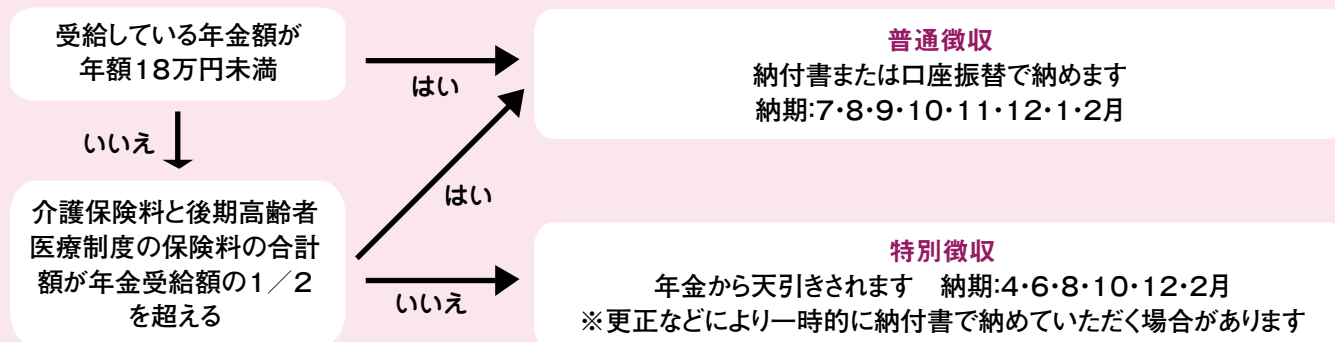 受給している年金額が
年額18万円未満
はい
普通徴収
納付書または口座振替で納めます
納期:7・8・9・10・11・12・1・2月
いいえ
介護保険料と後期高齢者
医療制度の保険料の合計
額が年金受給額の1／2
を超える
はい
いいえ
特別徴収
年金から天引きされます　納期:4・6・8・10・12・2月
※更正などにより一時的に納付書で納めていただく場合があります